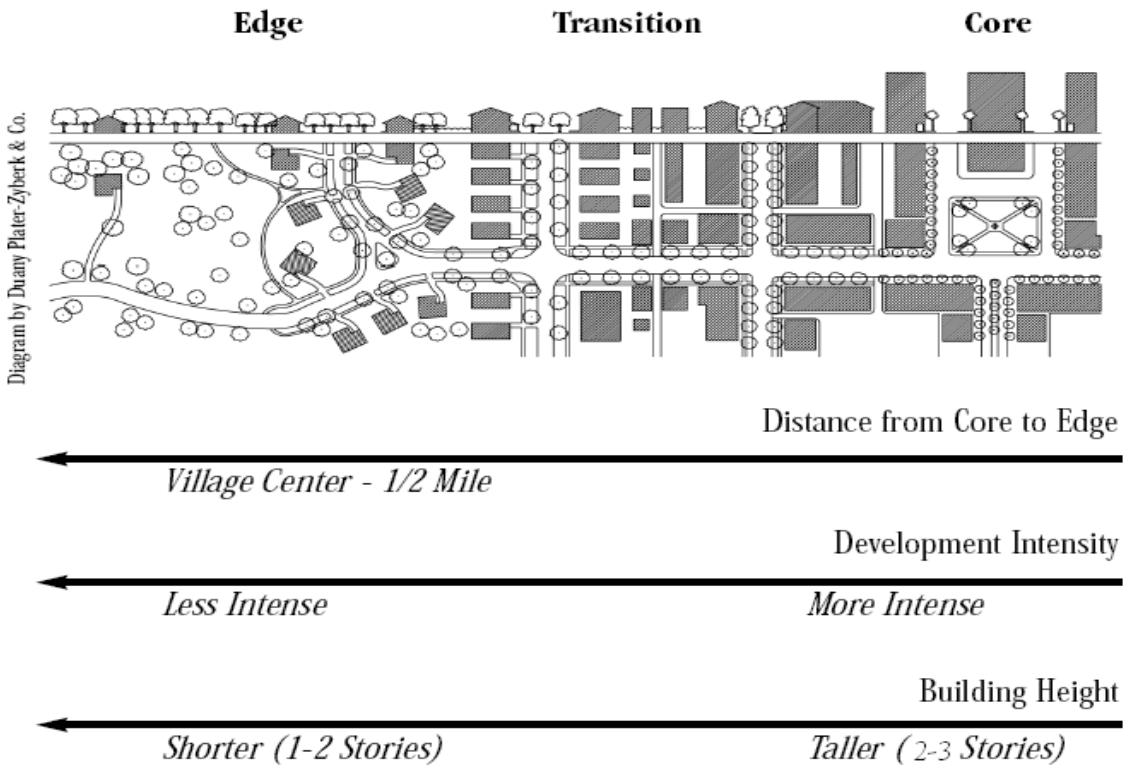 Edge Transition Core
Diagram by Duany Plater-Zyberk & Co.
Distance from Core to Edge
Village Center - 1/2 Mile
Development Intensity
Less Intense More Intense
Building Height
Shorter (1-2 Stories) Taller ( 2-3 Stories)